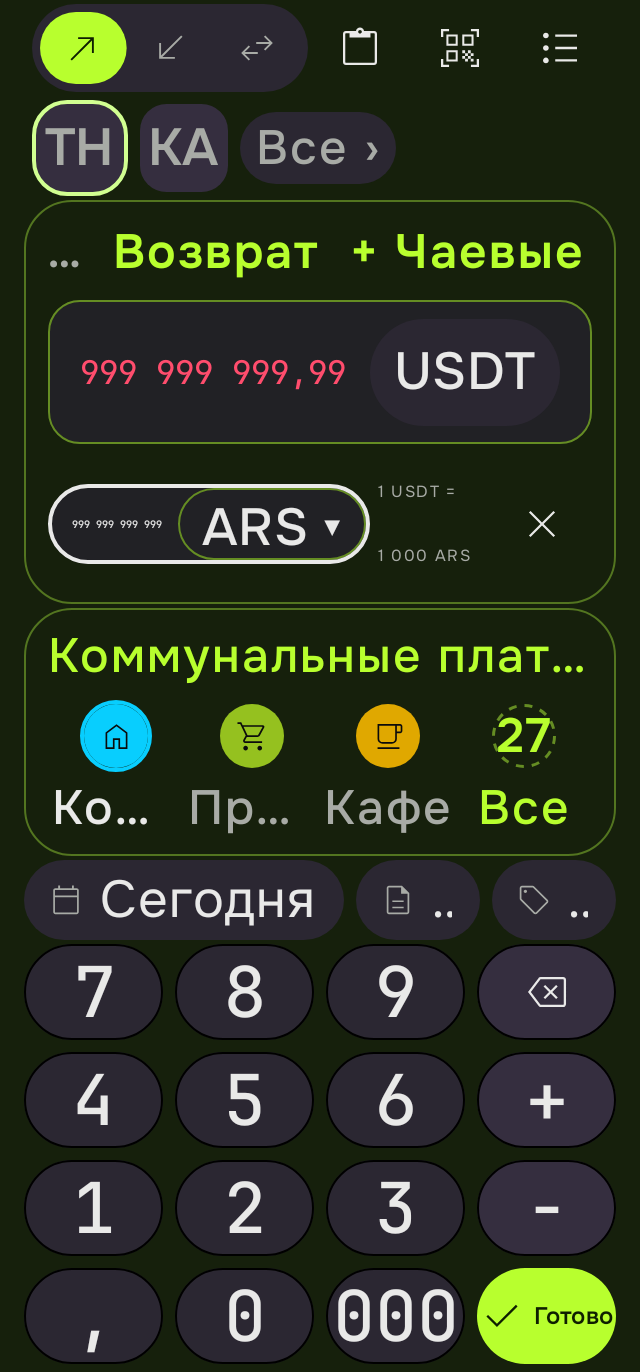 TH KA Все ›
... Возврат + Чаевые
999 999 999,99 USDT
999 999 999 999 ARS ▾ 1 USDT =
1 000 ARS
Коммунальные плат...
27
Ко... Пр... Кафе Все
Сегодня .. ..
7 8 9
4 5 6 +
1 2 3 -
, 0 000 Готово